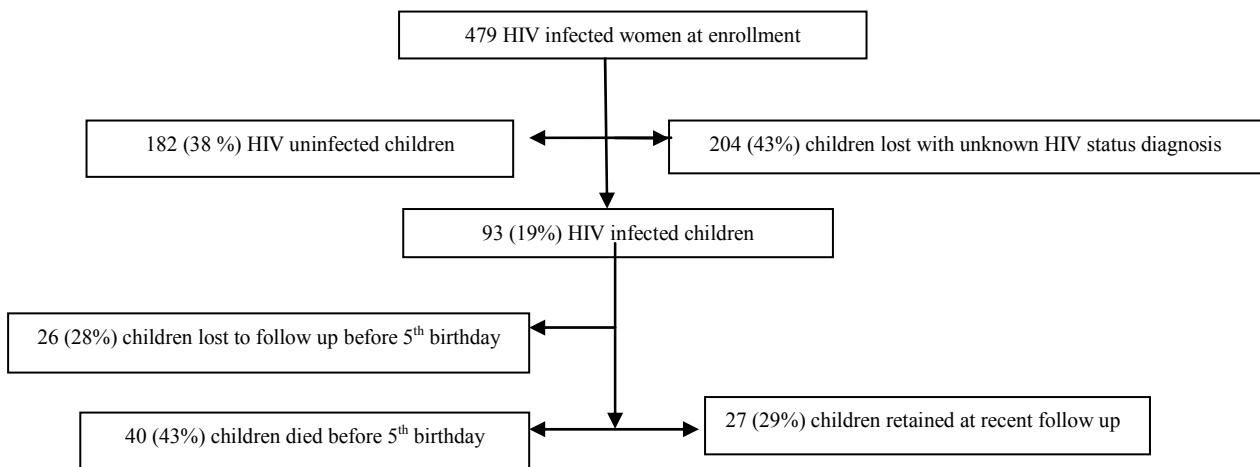 479 HIV infected women at enrollment
182 (38 %) HIV uninfected children
204 (43%) children lost with unknown HIV status diagnosis
93 (19%) HIV infected children
26 (28%) children lost to follow up before 5th birthday
27 (29%) children retained at recent follow up
40 (43%) children died before 5th birthday